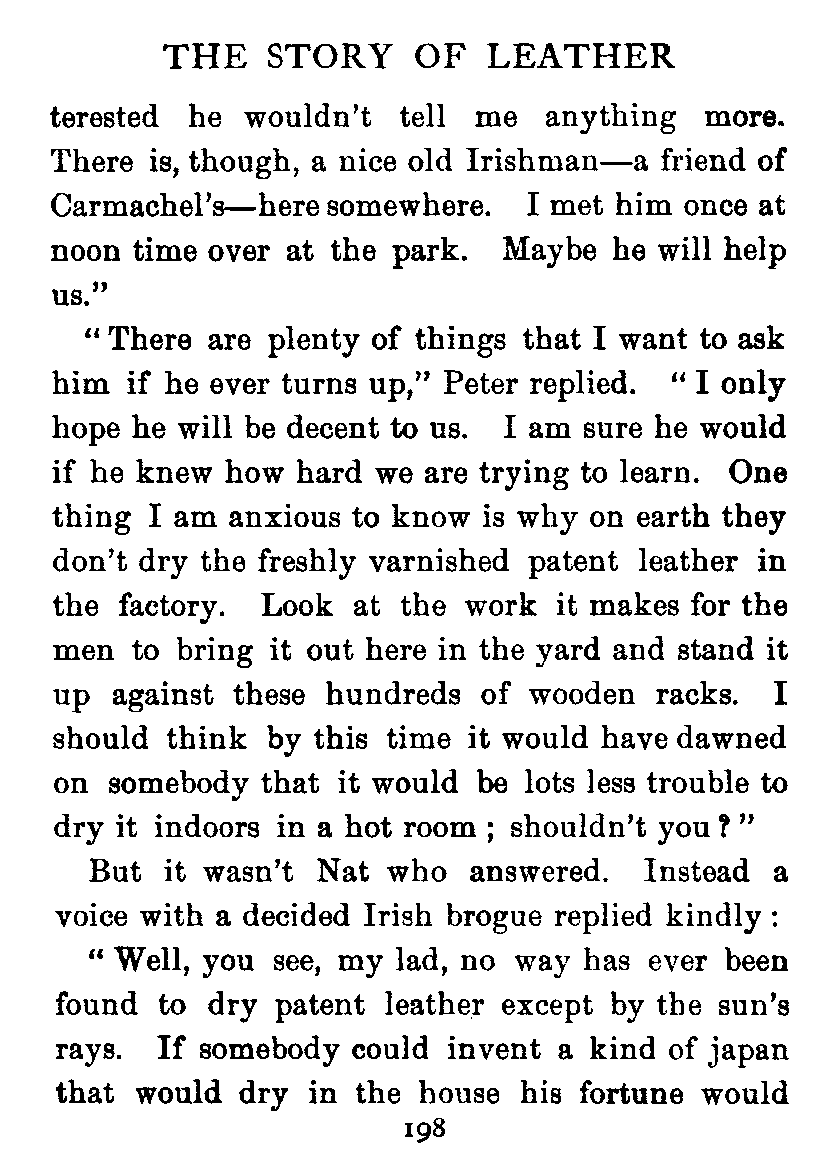 THE STORY OF LEATHER
terested he wouldn't tell me anything more.
There is, though, a nice old Irishman—a friend of
Carmachel's—here somewhere. I met him once at
noon time over at the park. Maybe he will help
us."
"There are plenty of things that I want to ask
him if he ever turns up," Peter replied. "I only
hope he will be decent to us. I am sure he would
if he knew how hard we are trying to learn. One
thing I am anxious to know is why on earth they
don't dry the freshly varnished patent leather in
the factory. Look at the work it makes for the
men to bring it out here in the yard and stand it
up against these hundreds of wooden racks. I
should think by this time it would have dawned
on somebody that it would be lots less trouble to
dry it indoors in a hot room; shouldn't you?"
But it wasn't Nat who answered. Instead a
voice with a decided Irish brogue replied kindly:
"Well, you see, my lad, no way has ever been
found to dry patent leather except by the sun's
rays. If somebody could invent a kind of japan
that would dry in the house his fortune would
198